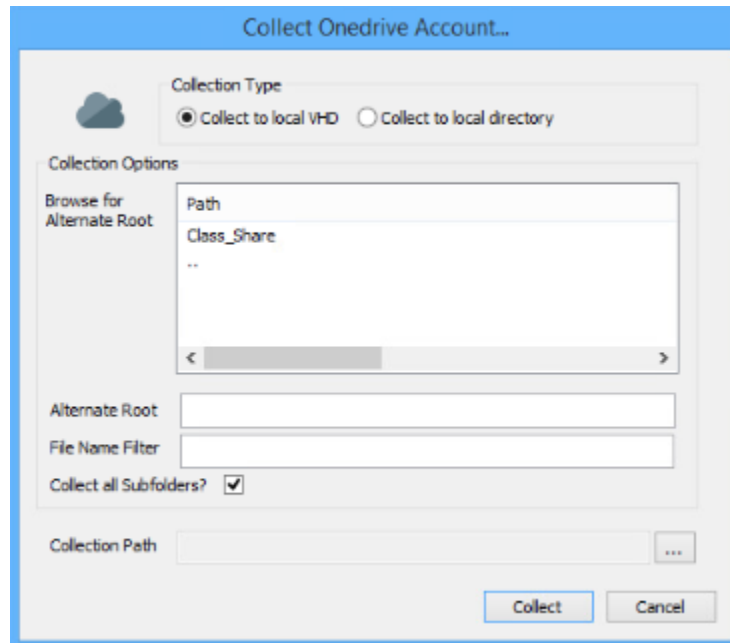 Collect Onedrive Account...
Collection Type
Collect to local VHD Collect to local directory
Collection Options
Browse for
Alternate Root
Path
Class_Share
..
Alternate Root
File Name Filter
Collect all Subfolders?
Collection Path
...
Collect Cancel